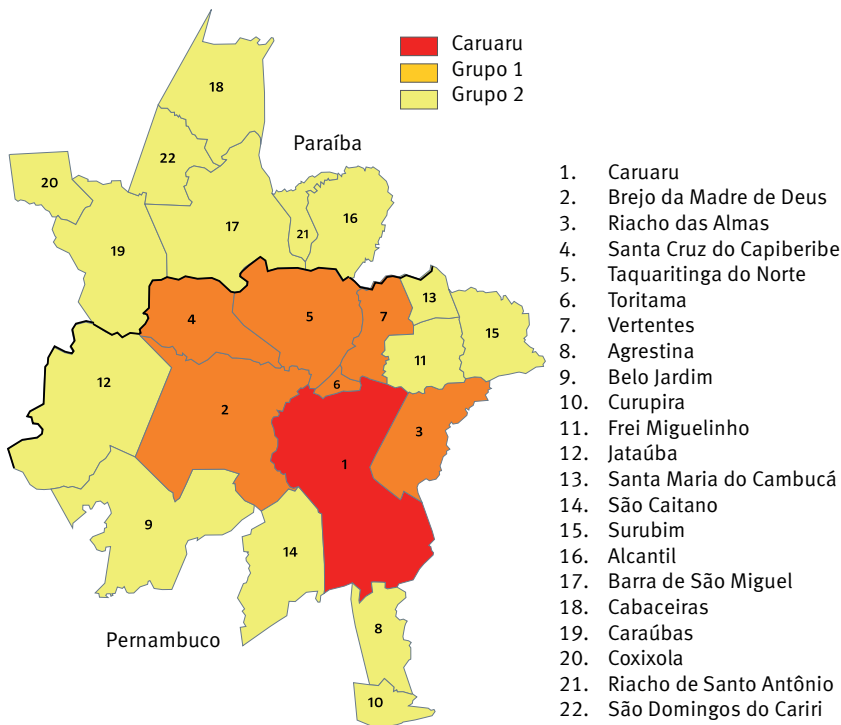 Caruaru
Grupo 1
Grupo 2
Paraíba
Pernambuco
18
22
20
17
21
16
19
13
4
5
7
15
11
12
6
2
3
1
9
14
8
10
1. Caruaru
2. Brejo da Madre de Deus
3. Riacho das Almas
4. Santa Cruz do Capiberibe
5. Taquaritinga do Norte
6. Toritama
7. Vertentes
8. Agrestina
9. Belo Jardim
10. Curupira
11. Frei Miguelinho
12. Jataúba
13. Santa Maria do Cambucá
14. São Caitano
15. Surubim
16. Alcantil
17. Barra de São Miguel
18. Cabaceiras
19. Caraúbas
20. Coxixola
21. Riacho de Santo Antônio
22. São Domingos do Cariri